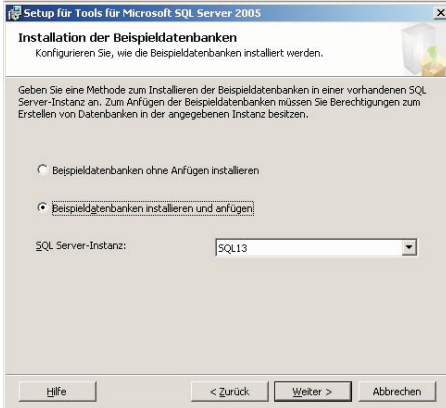 Setup für Tools für Microsoft SQL Server 2005
Installation der Beispieldatenbanken
Konfigurieren Sie, wie die Beispieldatenbanken installiert werden.
Geben Sie eine Methode zum Installieren der Beispieldatenbanken in einer vorhandenen SQL
Server-Instanz an. Zum Anfügen der Beispieldatenbanken müssen Sie Berechtigungen zum
Erstellen von Datenbanken in der angegebenen Instanz besitzen.
Beispieldatenbanken ohne Anfügen installieren
Beispieldatenbanken installieren und anfügen
SQL Server-Instanz:
SQL13
Hilfe
< Zurück
Weiter >
Abbrechen